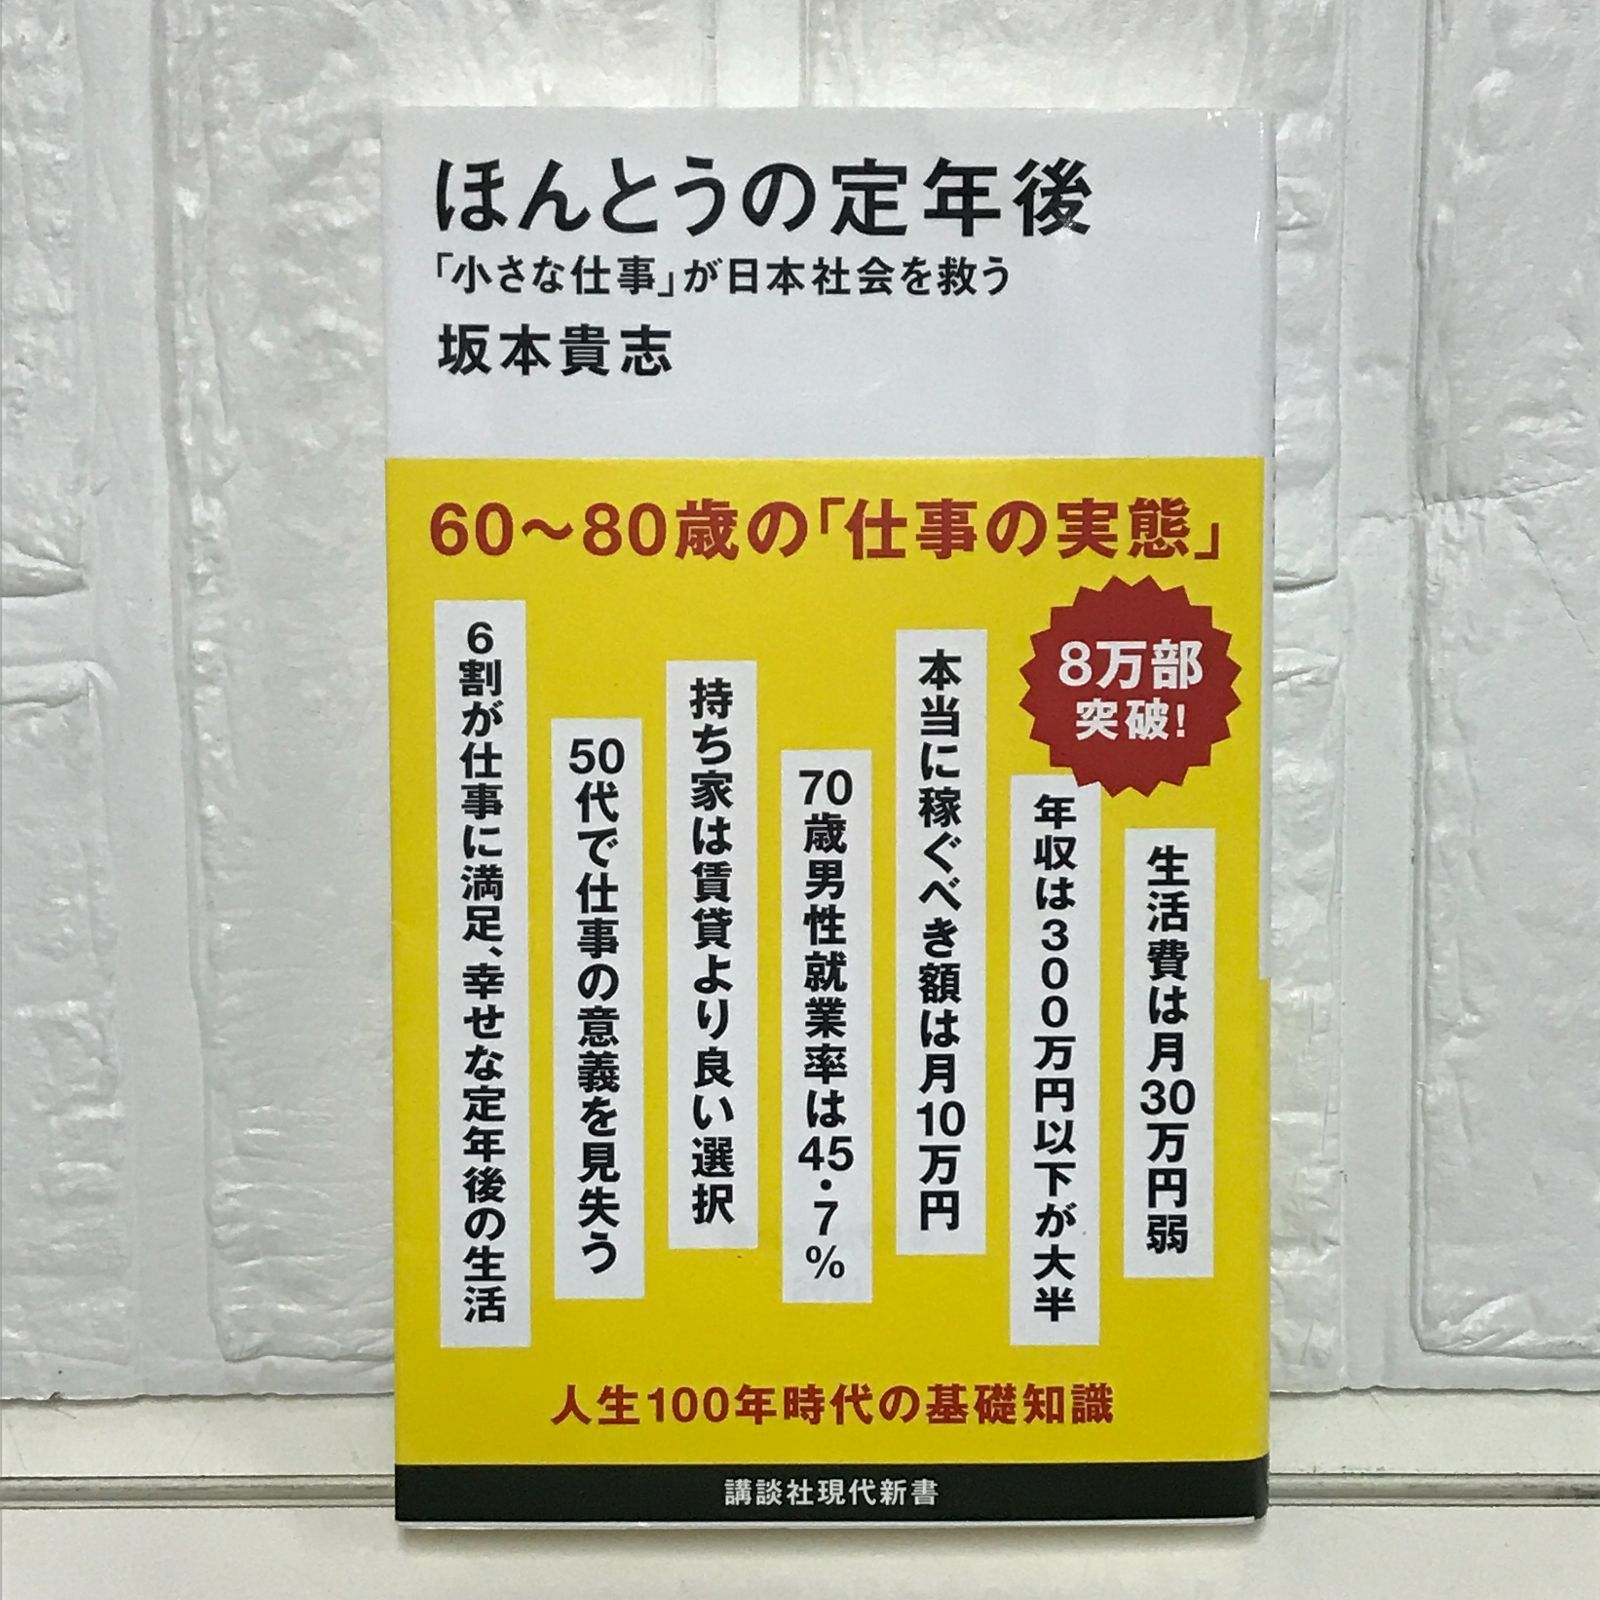 ほんとうの定年後
「小さな仕事」が日本社会を救う
坂本貴志
60～80歳の「仕事の実態」
8万部
突破!
生活費は月30万円弱
年収は300万円以下が大半
本当に稼ぐべき額は月10万円
70歳男性就業率は45・7%
持ち家は賃貸より良い選択
50代で仕事の意義を見失う
6割が仕事に満足、幸せな定年後の生活
人生100年時代の基礎知識
講談社現代新書